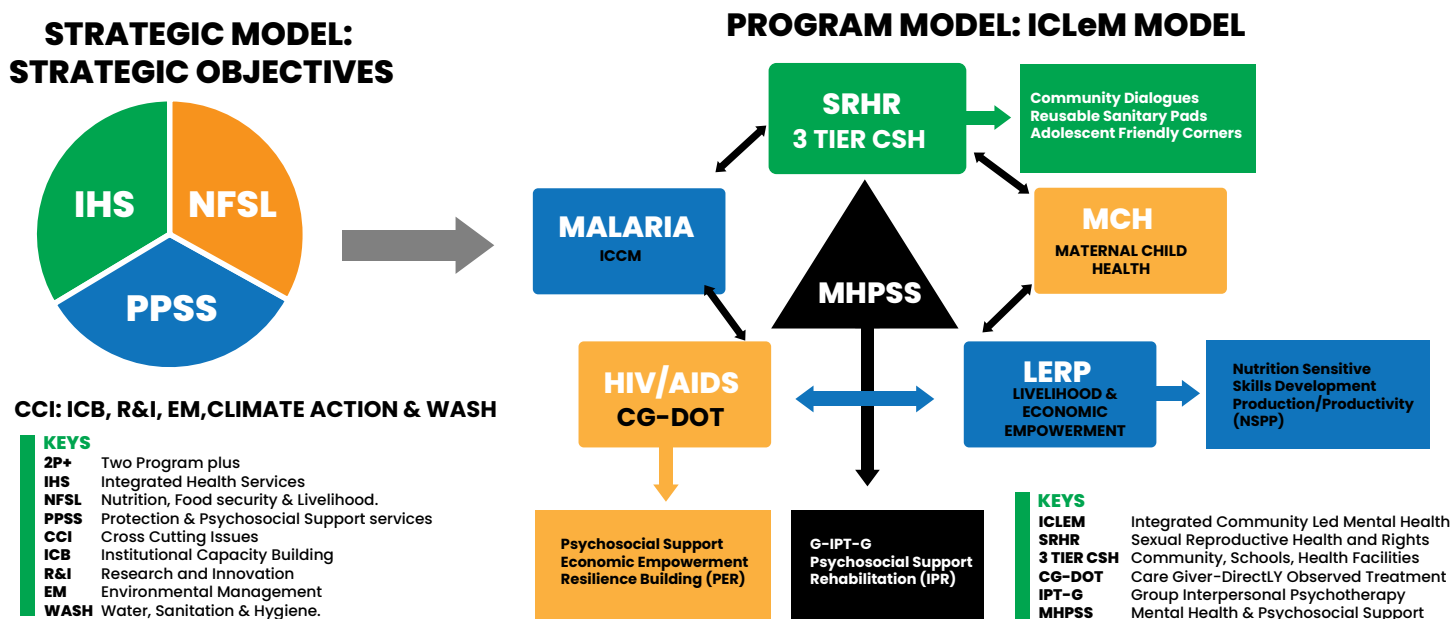 STRATEGIC MODEL:
STRATEGIC OBJECTIVES
IHS
NFSL
PPSS
CCI: ICB, R&I, EM,CLIMATE ACTION & WASH
KEYS
2P+ Two Program plus
IHS Integrated Health Services
NFSL Nutrition, Food security & Livelihood.
PPSS Protection & Psychosocial Support services
CCI Cross Cutting Issues
ICB Institutional Capacity Building
R&I Research and Innovation
EM Environmental Management
WASH Water, Sanitation & Hygiene.
PROGRAM MODEL: ICLeM MODEL
SRHR
3 TIER CSH
Community Dialogues
Reusable Sanitary Pads
Adolescent Friendly Corners
MALARIA
ICCM
MCH
MATERNAL CHILD
HEALTH
MHPSS
HIV/AIDS
CG-DOT
LERP
LIVELIHOOD &
ECONOMIC
EMPOWERMENT
Nutrition Sensitive
Skills Development
Production/Productivity
(NSPP)
Psychosocial Support
Economic Empowerment
Resilience Building (PER)
G-IPT-G
Psychosocial Support
Rehabilitation (IPR)
KEYS
ICLEM Integrated Community Led Mental Health
SRHR Sexual Reproductive Health and Rights
3 TIER CSH Community, Schools, Health Facilities
CG-DOT Care Giver-DirectLY Observed Treatment
IPT-G Group Interpersonal Psychotherapy
MHPSS Mental Health & Psychosocial Support